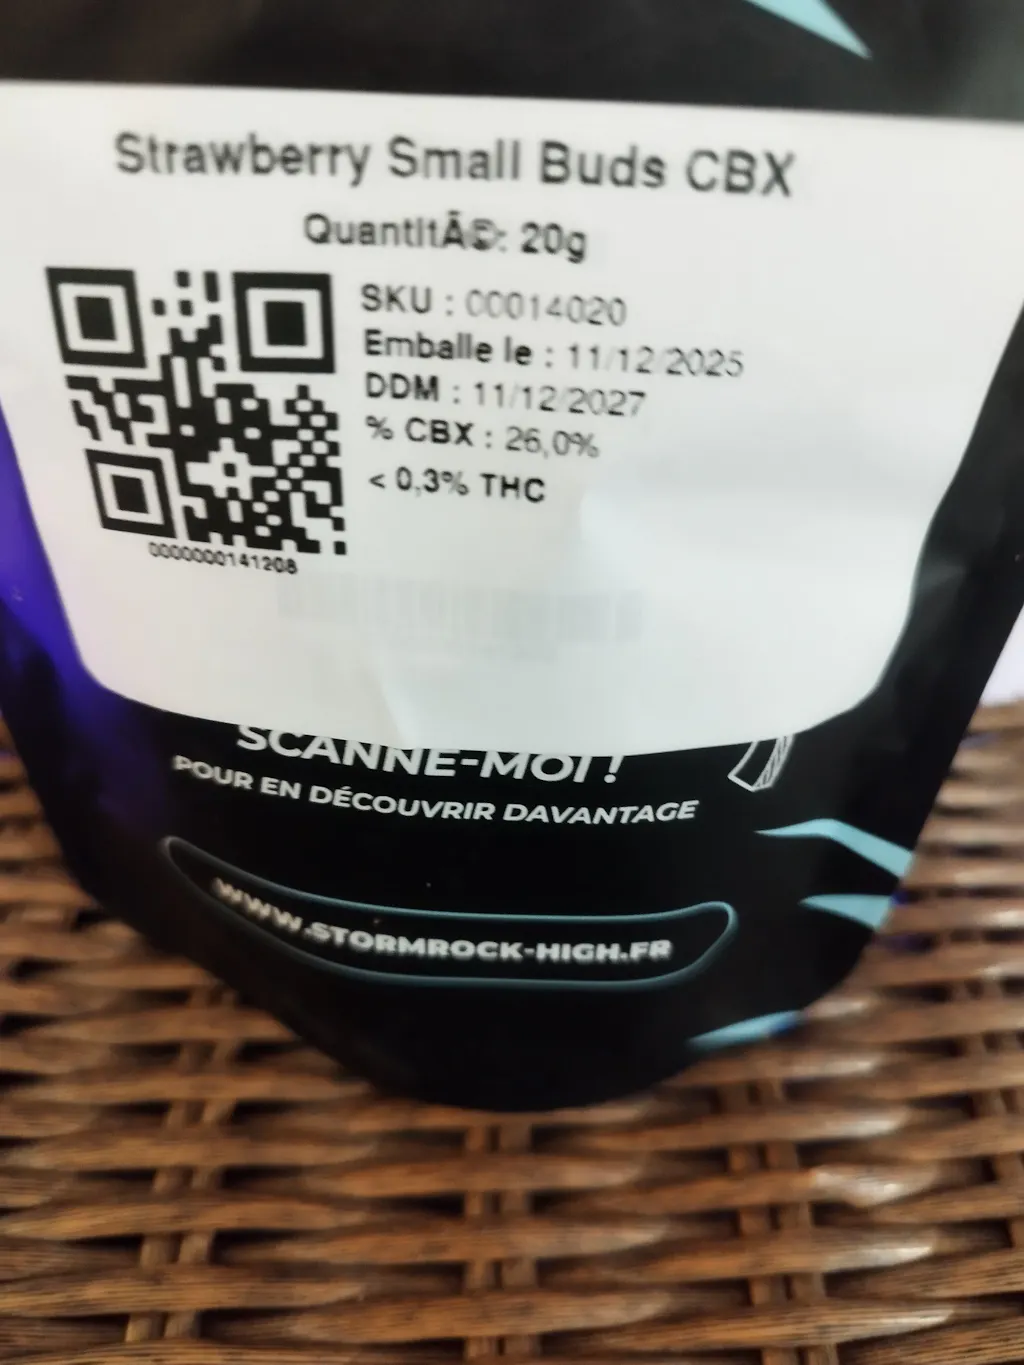 Strawberry Small Buds CBX
QuantitÃ©: 20g
SKU : 00014020
Emballe le : 11/12/2025
DDM : 11/12/2027
% CBX : 26,0%
< 0,3% THC
0000000141208
SCANNE-MOI !
POUR EN DÉCOUVRIR DAVANTAGE
WWW.STORMROCK-HIGH.FR